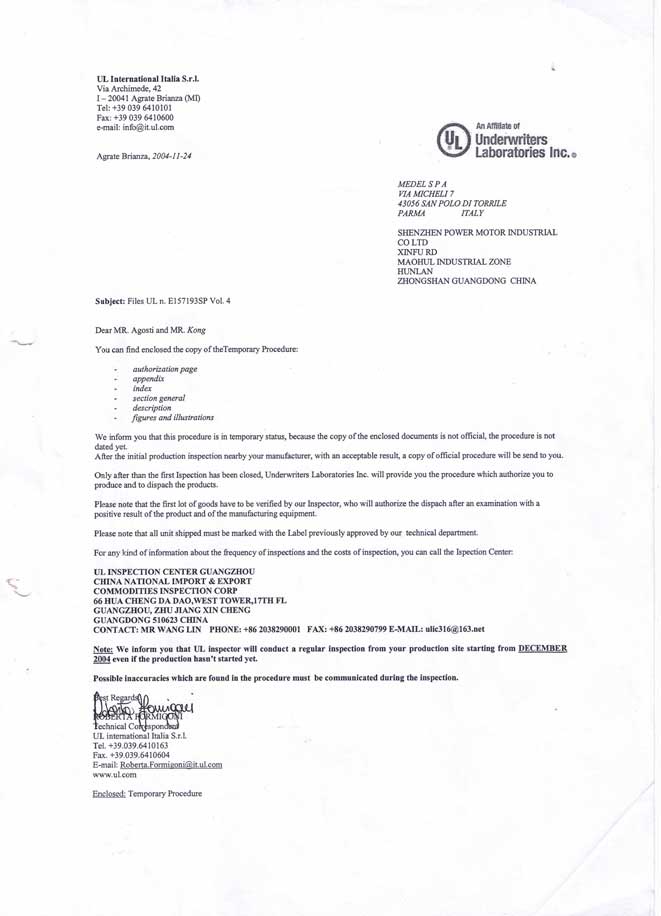 UL International Italia S.r.l.
Via Archimede, 42
I – 20041 Agrate Brianza (MI)
Tel: +39 039 6410101
Fax: +39 039 6410600
e-mail: info@it.ul.com
Agrate Brianza, 2004-11-24
UL
An Affiliate of
Underwriters
Laboratories Inc.®
MEDEL S P A
VIA MICHELI 7
43056 SAN POLO DI TORRILE
PARMA ITALY
SHENZHEN POWER MOTOR INDUSTRIAL
CO LTD
XINFU RD
MAOHUL INDUSTRIAL ZONE
HUNLAN
ZHONGSHAN GUANGDONG CHINA
Subject: Files UL n. E157193SP Vol. 4
Dear MR. Agosti and MR. Kong
You can find enclosed the copy of theTemporary Procedure:
- authorization page
- appendix
- index
- section general
- description
- figures and illustrations
We inform you that this procedure is in temporary status, because the copy of the enclosed documents is not official, the procedure is not
dated yet.
After the initial production inspection nearby your manufacturer, with an acceptable result, a copy of official procedure will be send to you.
Only after than the first Ispection has been closed, Underwriters Laboratories Inc. will provide you the procedure which authorize you to
produce and to dispach the products.
Please note that the first lot of goods have to be verified by our Inspector, who will authorize the dispach after an examination with a
positive result of the product and of the manufacturing equipment.
Please note that all unit shipped must be marked with the Label previously approved by our technical department.
For any kind of information about the frequency of inspections and the costs of inspection, you can call the Ispection Center:
UL INSPECTION CENTER GUANGZHOU
CHINA NATIONAL IMPORT & EXPORT
COMMODITIES INSPECTION CORP
66 HUA CHENG DA DAO,WEST TOWER,17TH FL
GUANGZHOU, ZHU JIANG XIN CHENG
GUANGDONG 510623 CHINA
CONTACT: MR WANG LIN PHONE: +86 2038290001 FAX: +86 2038290799 E-MAIL: ulic316@163.net
Note: We inform you that UL inspector will conduct a regular inspection from your production site starting from DECEMBER
2004 even if the production hasn't started yet.
Possible inaccuracies which are found in the procedure must be communicated during the inspection.
Best Regards
Roberta Formigoni
ROBERTA FORMIGONI
Technical Correspondent
UL international Italia S.r.l.
Tel. +39.039.6410163
Fax. +39.039.6410604
E-mail: Roberta.Formigoni@it.ul.com
www.ul.com
Enclosed: Temporary Procedure